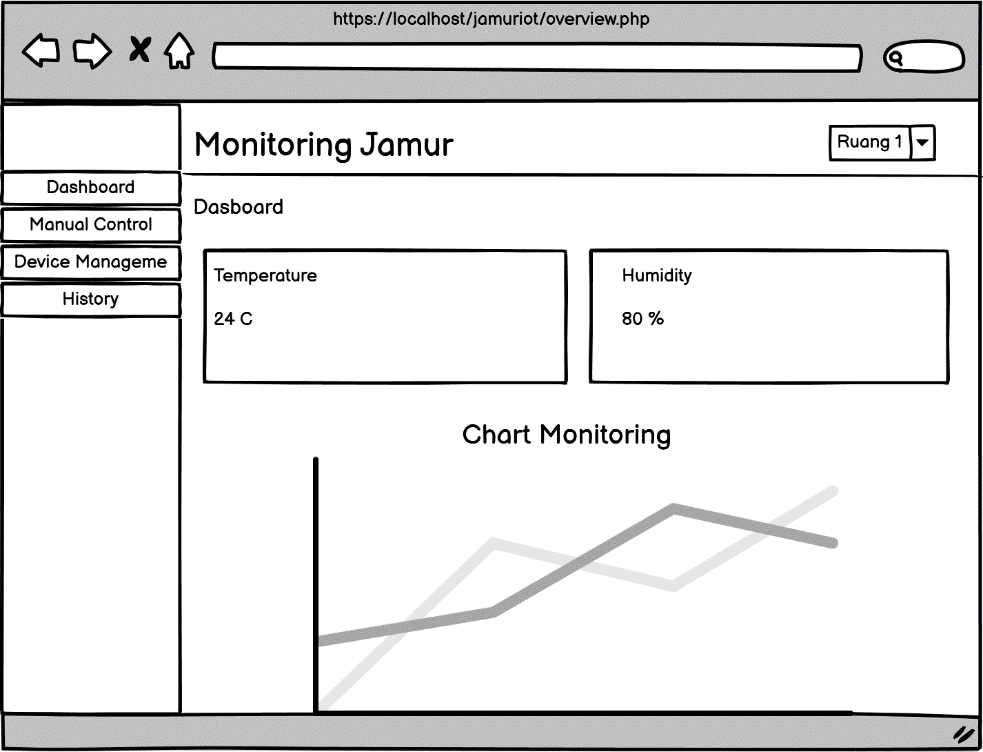 https://localhost/jamuriot/overview.php
Monitoring Jamur
Ruang 1
Dashboard
Manual Control
Device Manageme
History
Dasboard
Temperature
24 C
Humidity
80 %
Chart Monitoring